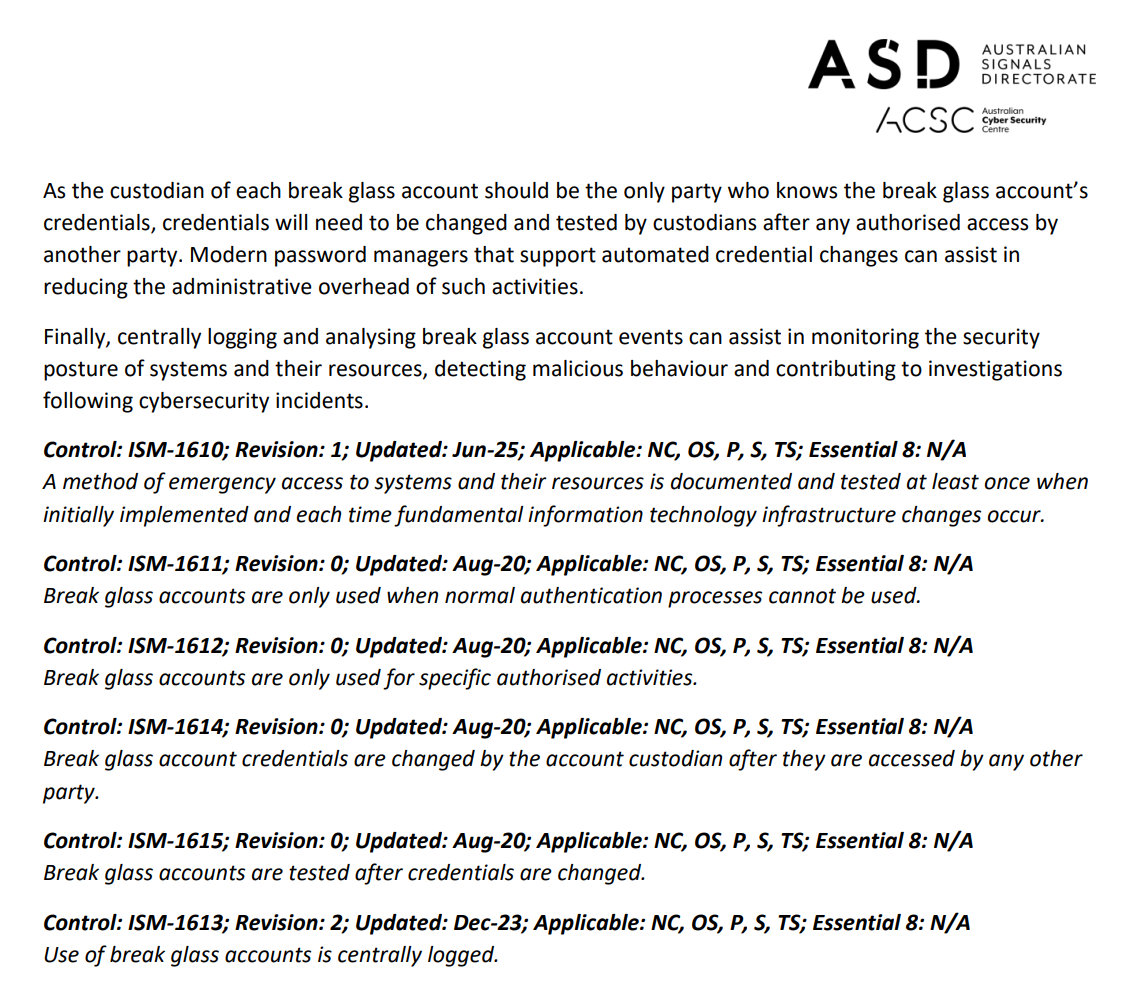 ASD AUSTRALIAN
SIGNALS
DIRECTORATE
ACSC Australian
Cyber Security
Centre
As the custodian of each break glass account should be the only party who knows the break glass account’s
credentials, credentials will need to be changed and tested by custodians after any authorised access by
another party. Modern password managers that support automated credential changes can assist in
reducing the administrative overhead of such activities.
Finally, centrally logging and analysing break glass account events can assist in monitoring the security
posture of systems and their resources, detecting malicious behaviour and contributing to investigations
following cybersecurity incidents.
Control: ISM-1610; Revision: 1; Updated: Jun-25; Applicable: NC, OS, P, S, TS; Essential 8: N/A
A method of emergency access to systems and their resources is documented and tested at least once when
initially implemented and each time fundamental information technology infrastructure changes occur.
Control: ISM-1611; Revision: 0; Updated: Aug-20; Applicable: NC, OS, P, S, TS; Essential 8: N/A
Break glass accounts are only used when normal authentication processes cannot be used.
Control: ISM-1612; Revision: 0; Updated: Aug-20; Applicable: NC, OS, P, S, TS; Essential 8: N/A
Break glass accounts are only used for specific authorised activities.
Control: ISM-1614; Revision: 0; Updated: Aug-20; Applicable: NC, OS, P, S, TS; Essential 8: N/A
Break glass account credentials are changed by the account custodian after they are accessed by any other
party.
Control: ISM-1615; Revision: 0; Updated: Aug-20; Applicable: NC, OS, P, S, TS; Essential 8: N/A
Break glass accounts are tested after credentials are changed.
Control: ISM-1613; Revision: 2; Updated: Dec-23; Applicable: NC, OS, P, S, TS; Essential 8: N/A
Use of break glass accounts is centrally logged.